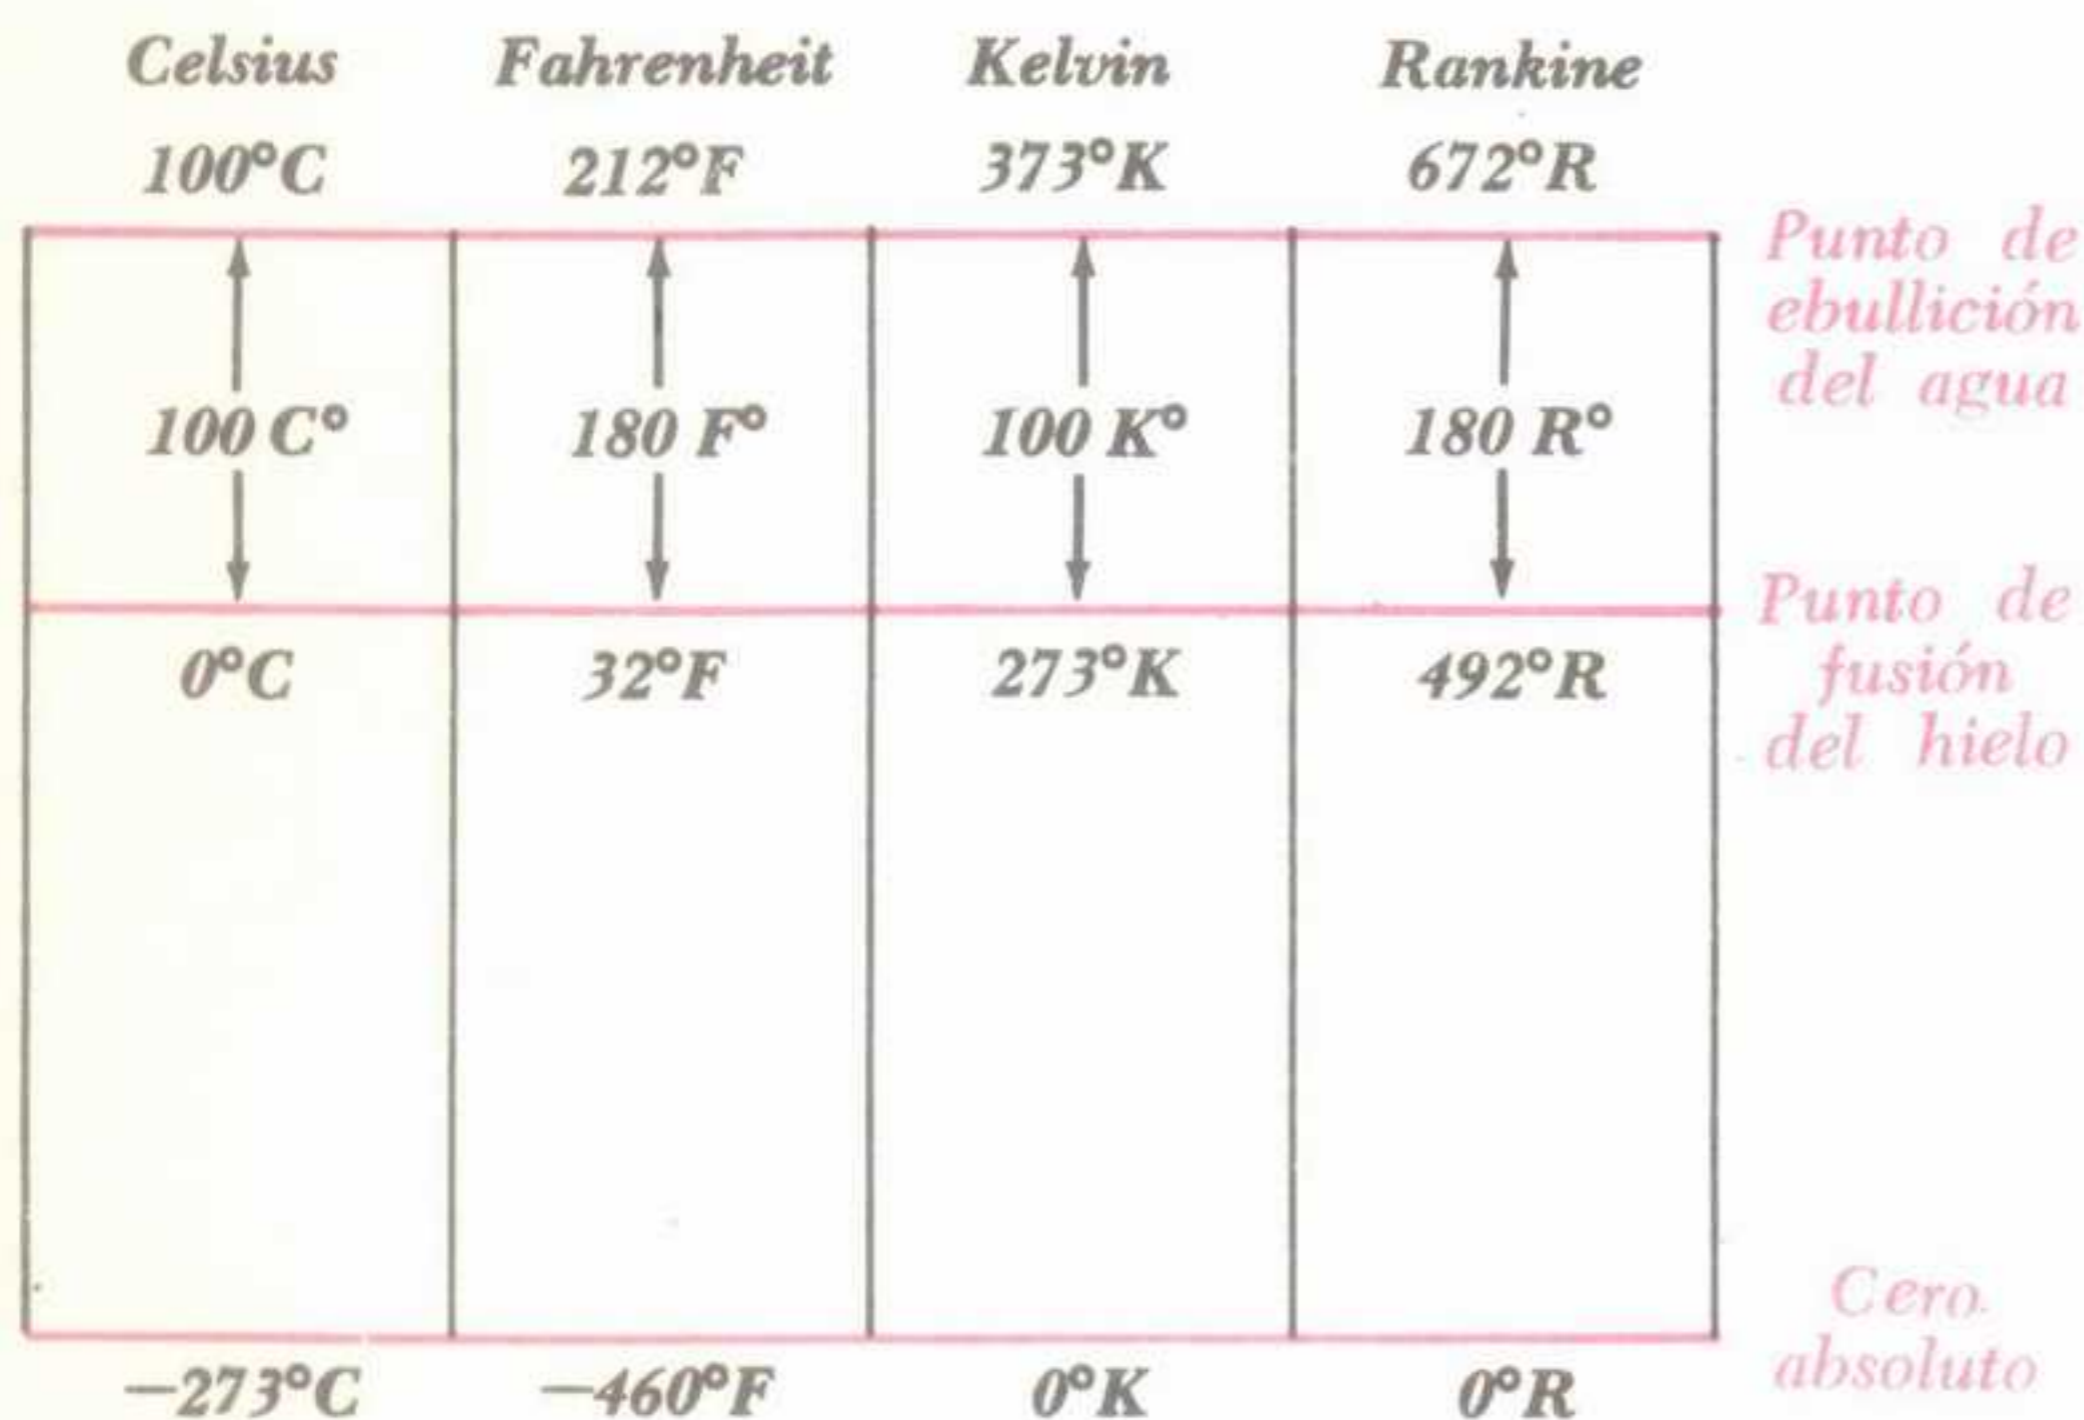 Celsius Fahrenheit Kelvin Rankine
100°C 212°F 373°K 672°R
Punto de
ebullición
del agua
100 C° 180 F° 100 K° 180 R°
Punto de
fusión
del hielo
0°C 32°F 273°K 492°R
Cero
absoluto
−273°C −460°F 0°K 0°R